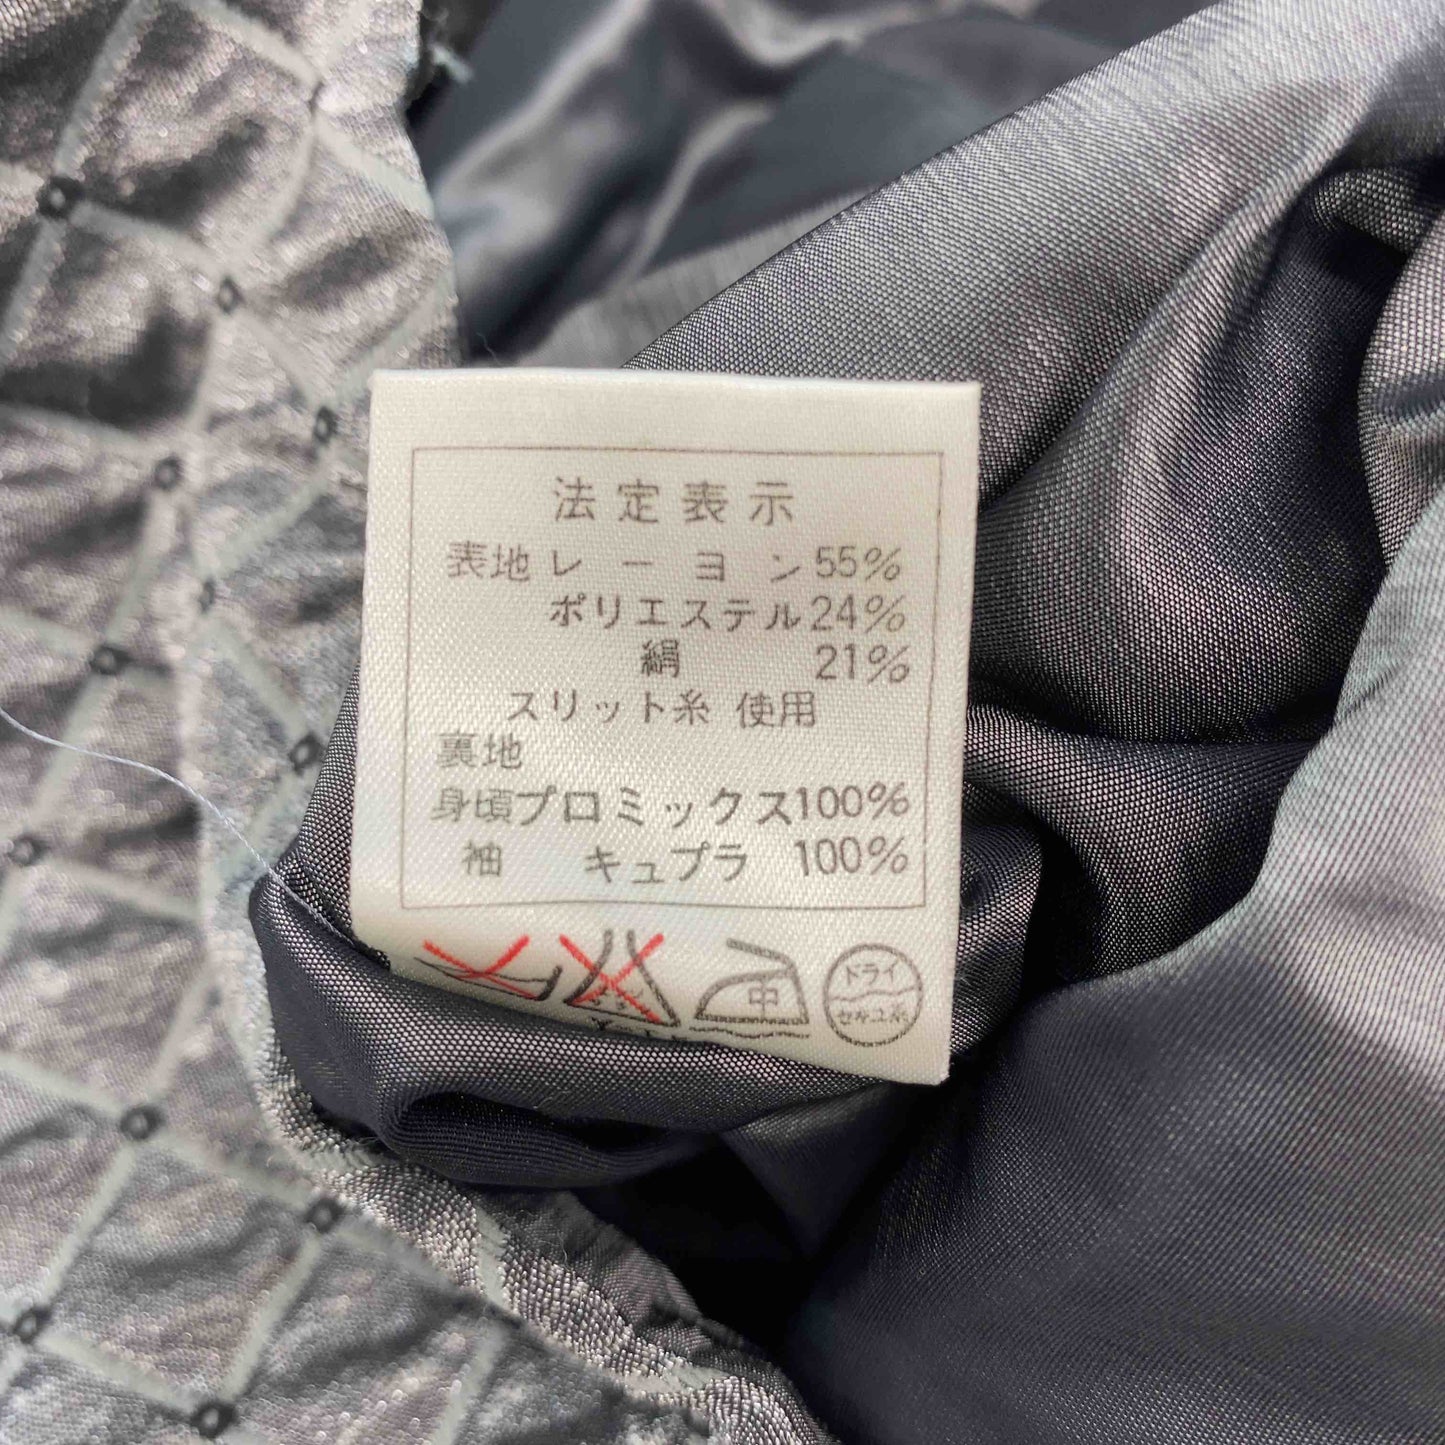 法定表示
表地レーヨン55%
ポリエステル24%
絹 21%
スリット糸 使用
裏地
身頃プロミックス100%
袖 キュプラ 100%
中
ドライ
セキユ系